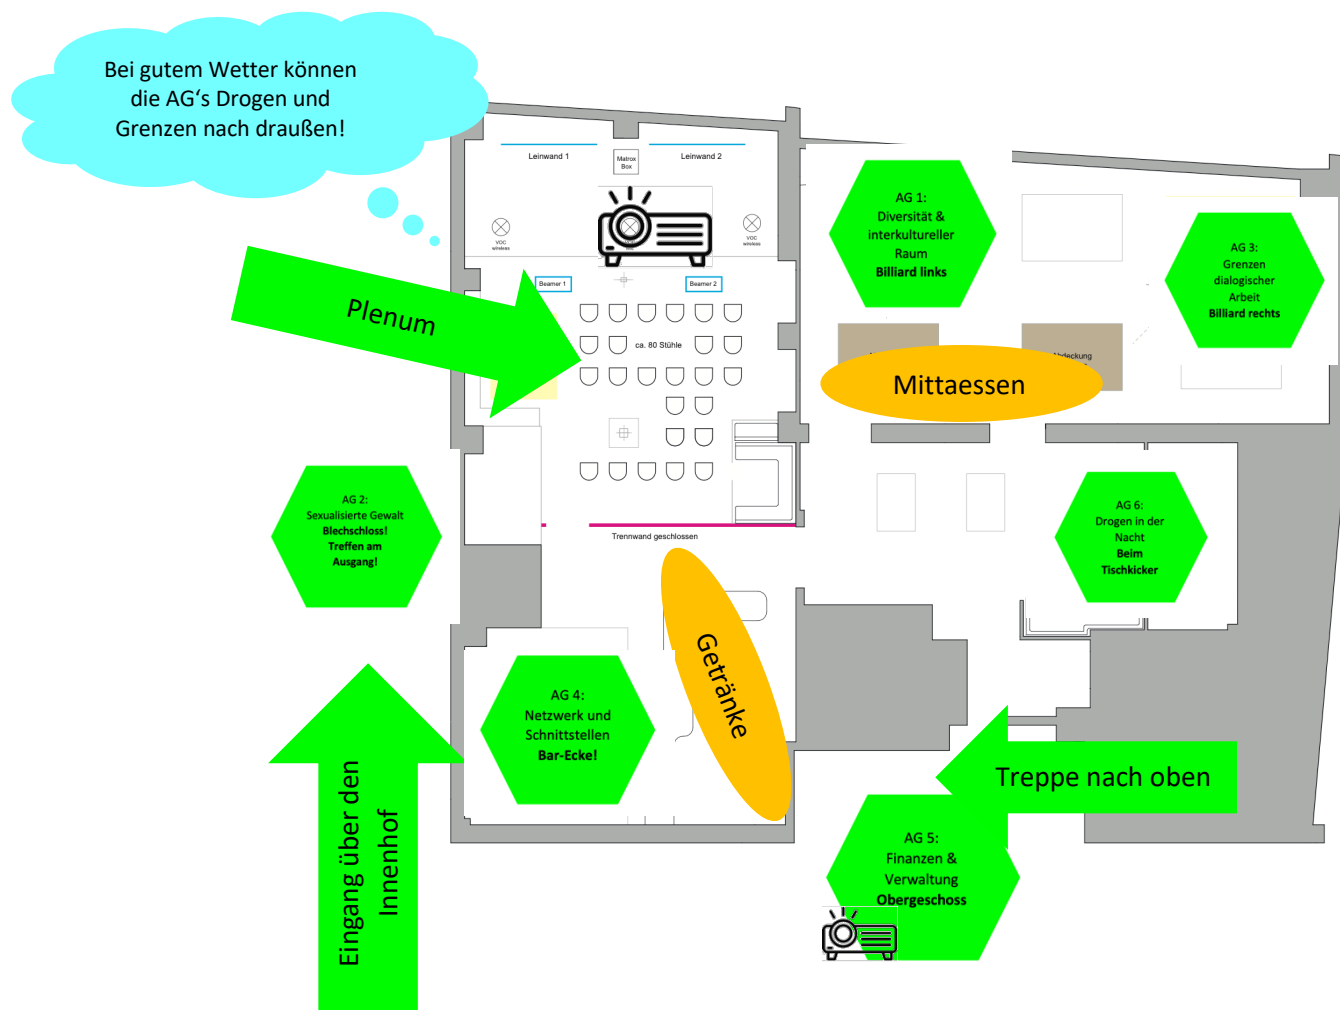 Bei gutem Wetter können
die AG‘s Drogen und
Grenzen nach draußen!
Leinwand 1
Matrox
Box
Leinwand 2
VOC
wireless
VOC
wireless
Beamer 1
Beamer 2
Plenum
ca. 80 Stühle
AG 1:
Diversität &
interkultureller
Raum
Billiard links
AG 3:
Grenzen
dialogischer
Arbeit
Billiard rechts
Mittaessen
AG 2:
Sexualisierte Gewalt
Blechschloss!
Treffen am
Ausgang!
Trennwand geschlossen
AG 6:
Drogen in der
Nacht
Beim
Tischkicker
Getränke
AG 4:
Netzwerk und
Schnittstellen
Bar-Ecke!
Eingang über den
Innenhof
Treppe nach oben
AG 5:
Finanzen &
Verwaltung
Obergeschoss